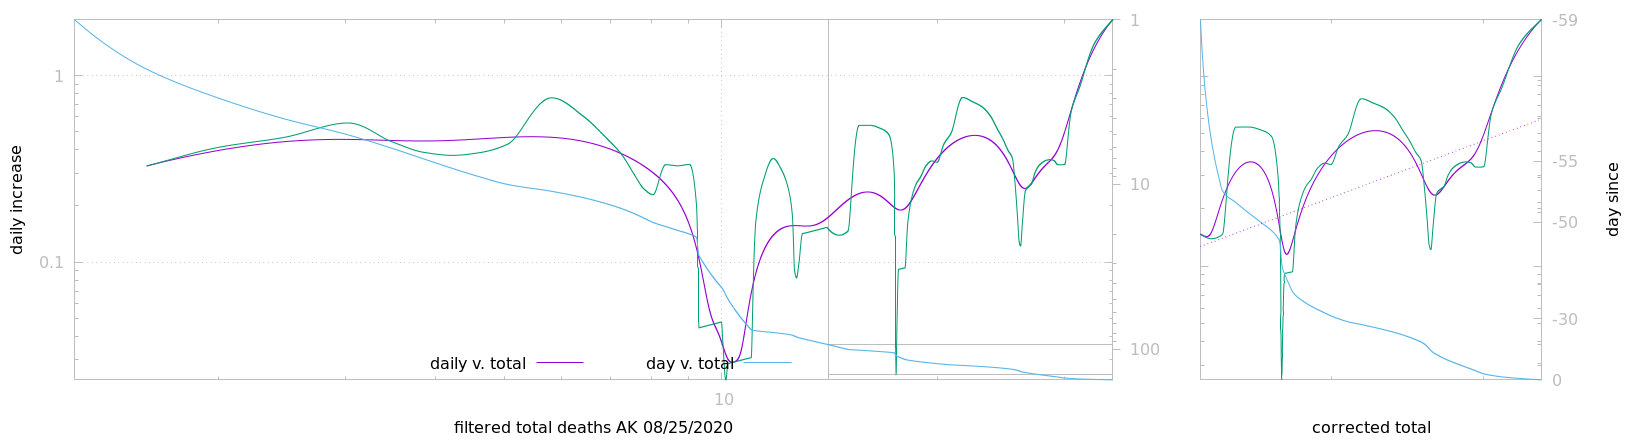 daily increase
1
0.1
daily v. total
day v. total
10
filtered total deaths AK 08/25/2020
1
10
100
corrected total
-59
-55
-50
-30
0
day since